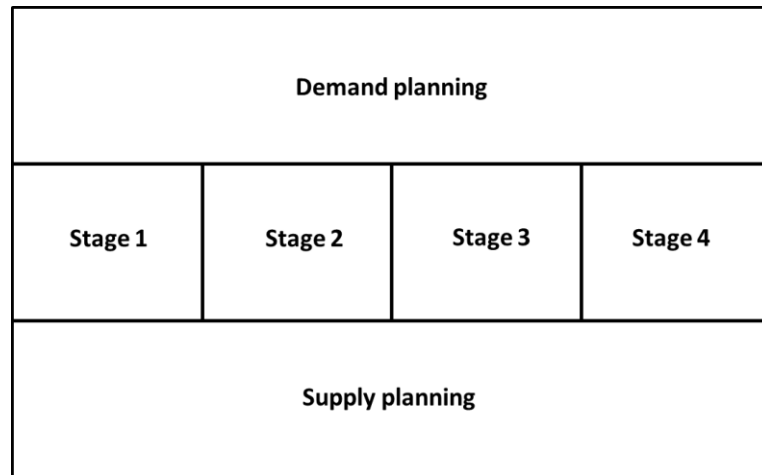 Demand planning
Stage 1
Stage 2
Stage 3
Stage 4
Supply planning